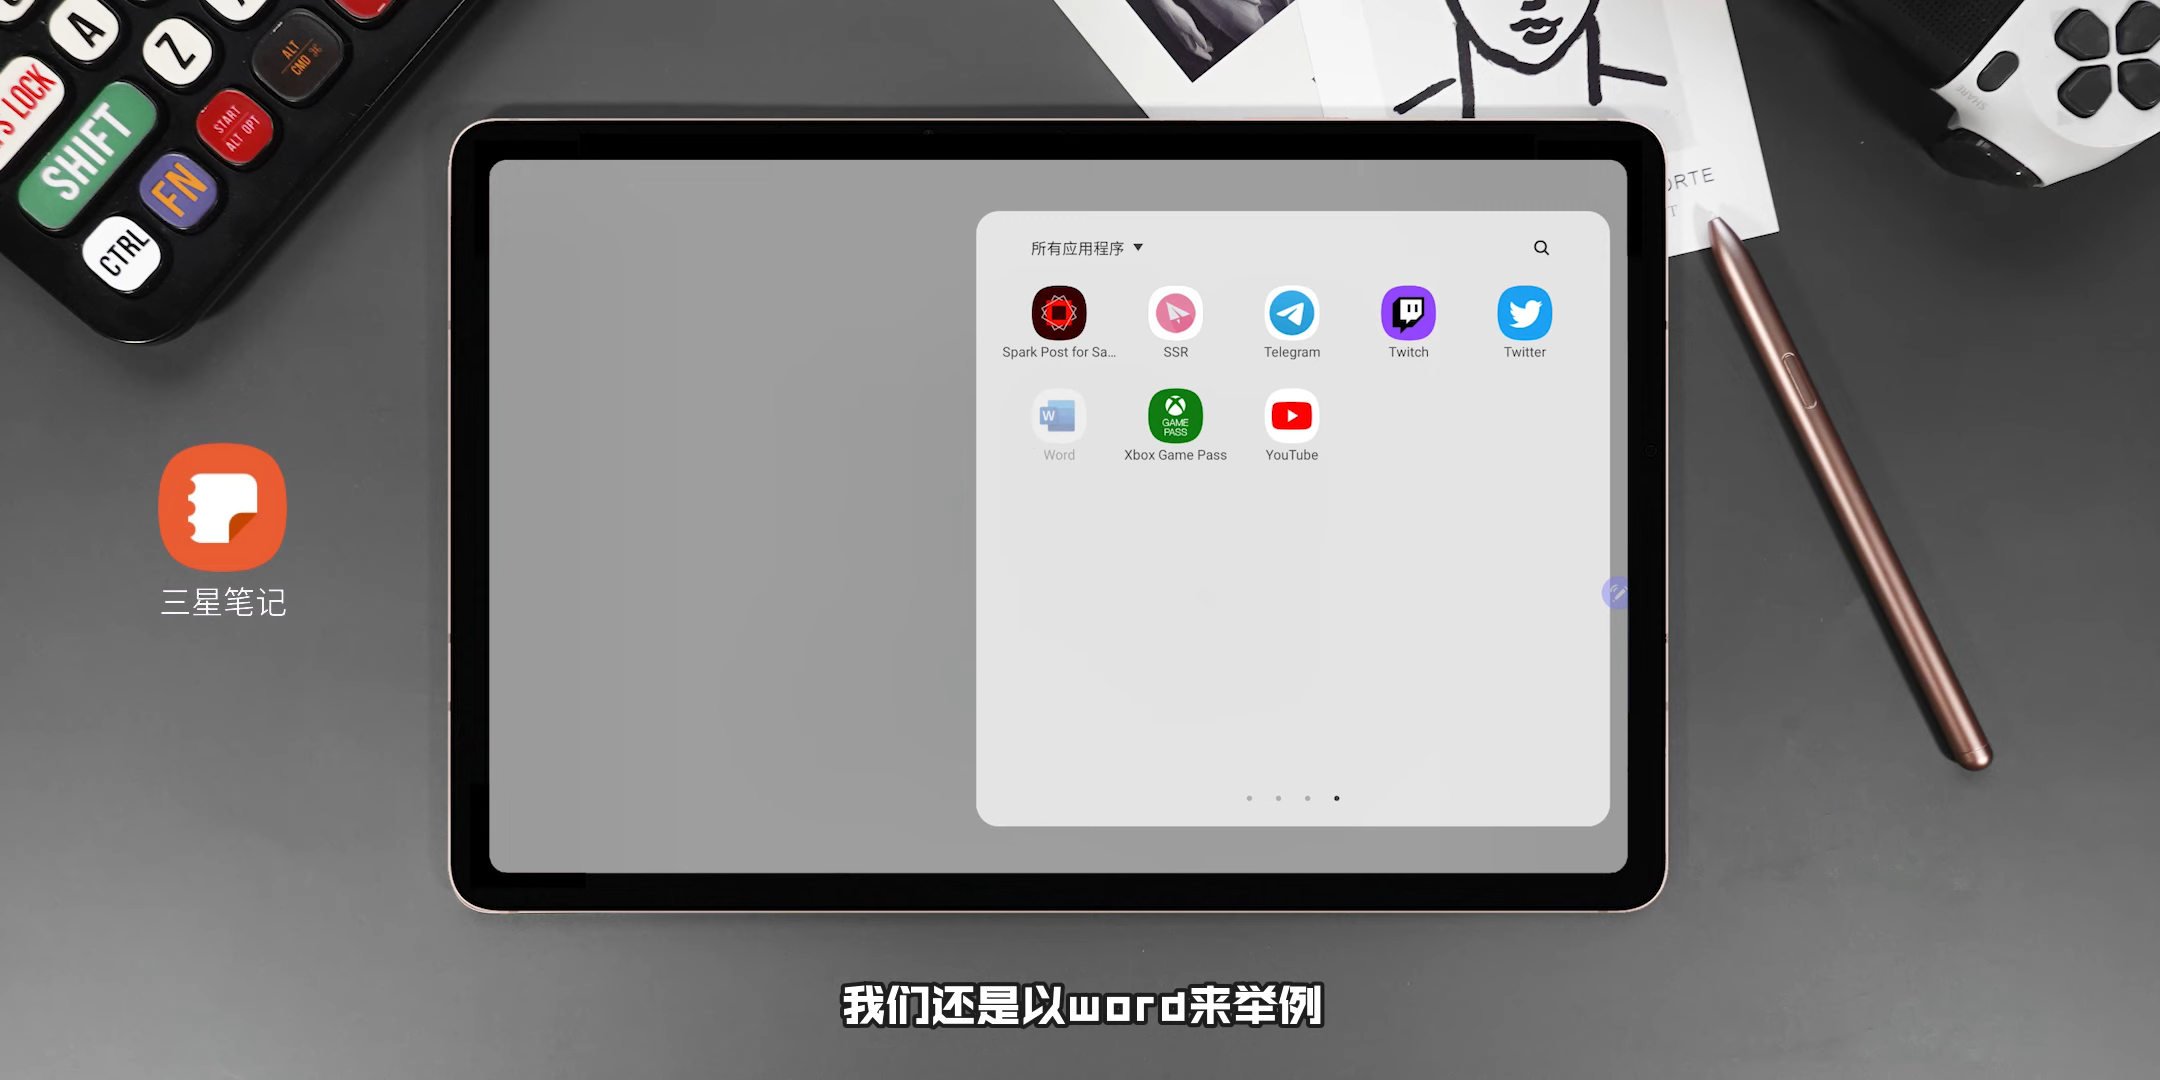 A
Z
ALT
CMD ⌘
LOCK
SHIFT
START
ALT OPT
FN
CTRL
SHARE
ORTE
T
所有应用程序
Spark Post for Sa...
SSR
Telegram
Twitch
Twitter
W
GAME
PASS
Word
Xbox Game Pass
YouTube
三星笔记
我们还是以word来举例